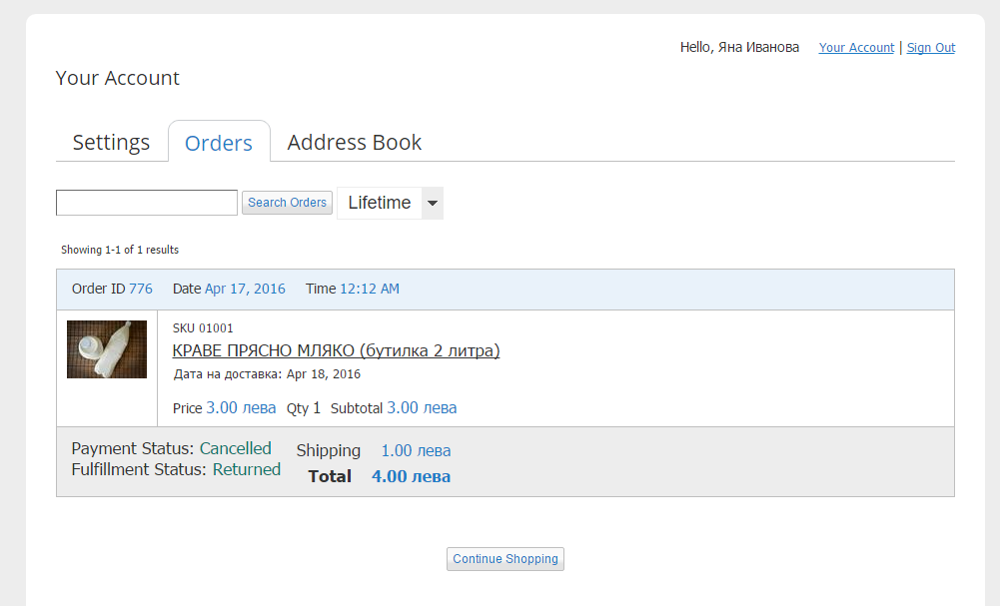 Hello, Яна Иванова Your Account | Sign Out
Your Account
Settings Orders Address Book
Search Orders Lifetime
Showing 1-1 of 1 results
Order ID 776 Date Apr 17, 2016 Time 12:12 AM
SKU 01001
КРАВЕ ПРЯСНО МЛЯКО (бутилка 2 литра)
Дата на доставка: Apr 18, 2016
Price 3.00 лева Qty 1 Subtotal 3.00 лева
Payment Status: Cancelled Shipping 1.00 лева
Fulfillment Status: Returned Total 4.00 лева
Continue Shopping